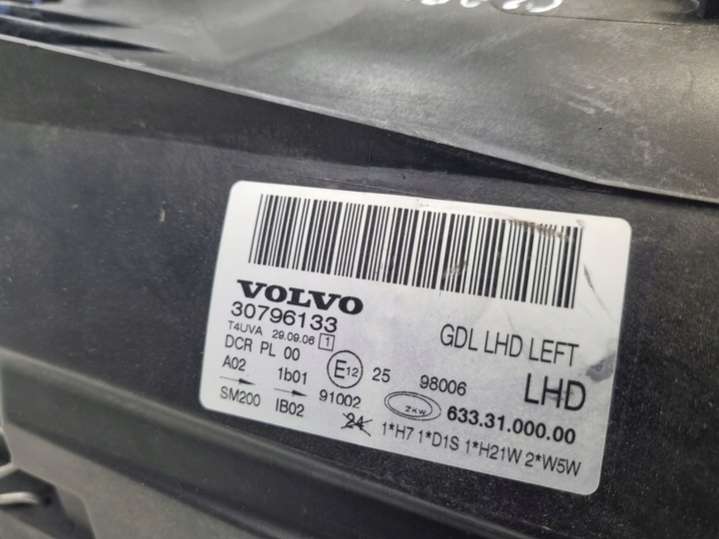 VOLVO
30796133
T4UVA 29.09.06 1
GDL LHD LEFT
DCR PL 00
LHD
A02 1b01 E12 25 98006
SM200 IB02 91002 ZKW 633.31.000.00
24 1*H7 1*D1S 1*H21W 2*W5W